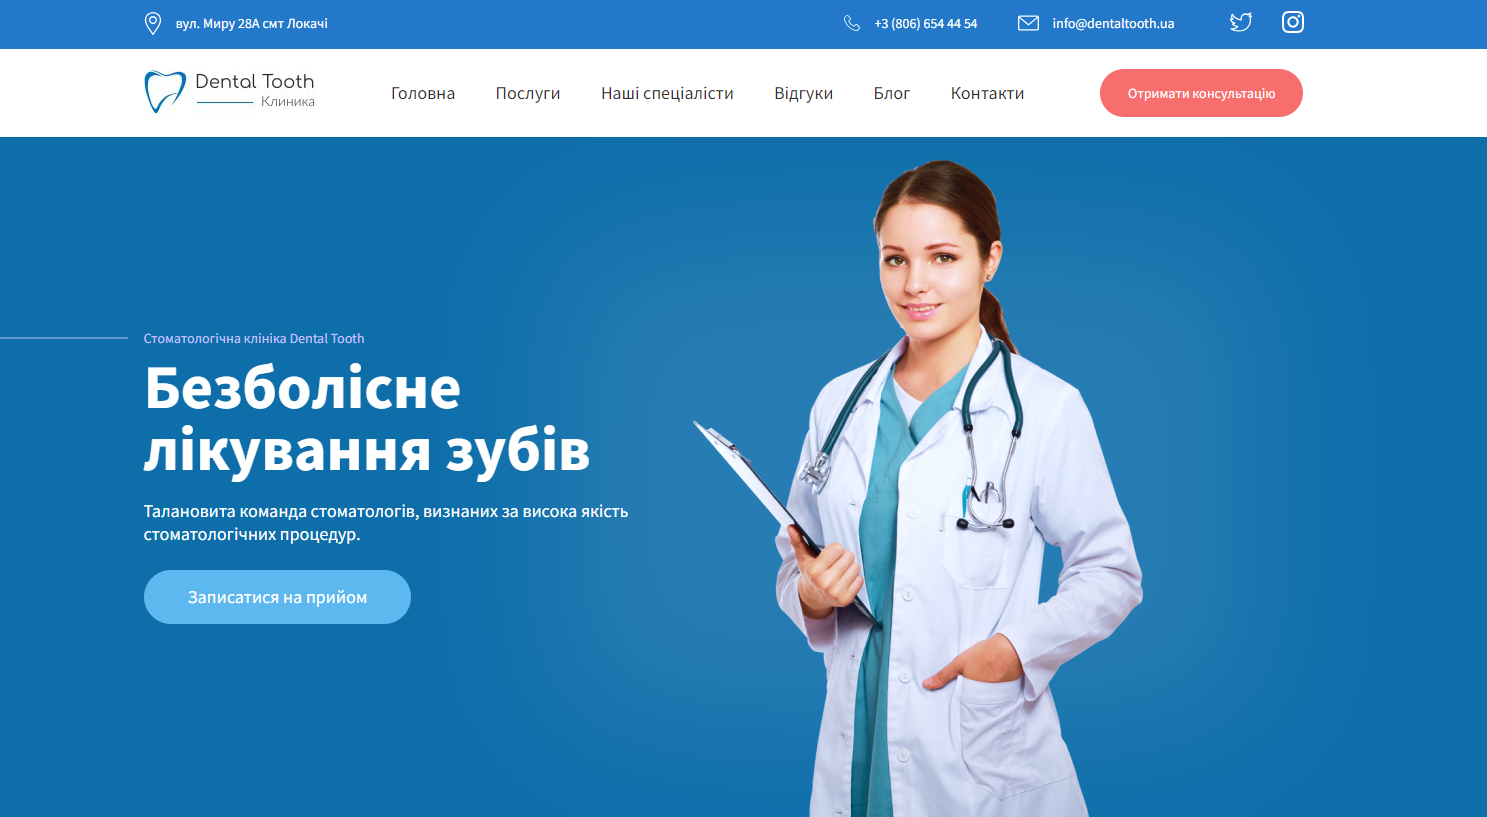 вул. Миру 28А смт Локачі
+3 (806) 654 44 54
info@dentaltooth.ua
Dental Tooth
Клиника
Головна
Послуги
Наші спеціалісти
Відгуки
Блог
Контакти
Отримати консультацію
Стоматологічна клініка Dental Tooth
Безболісне
лікування зубів
Талановита команда стоматологів, визнаних за висока якість
стоматологічних процедур.
Записатися на прийом